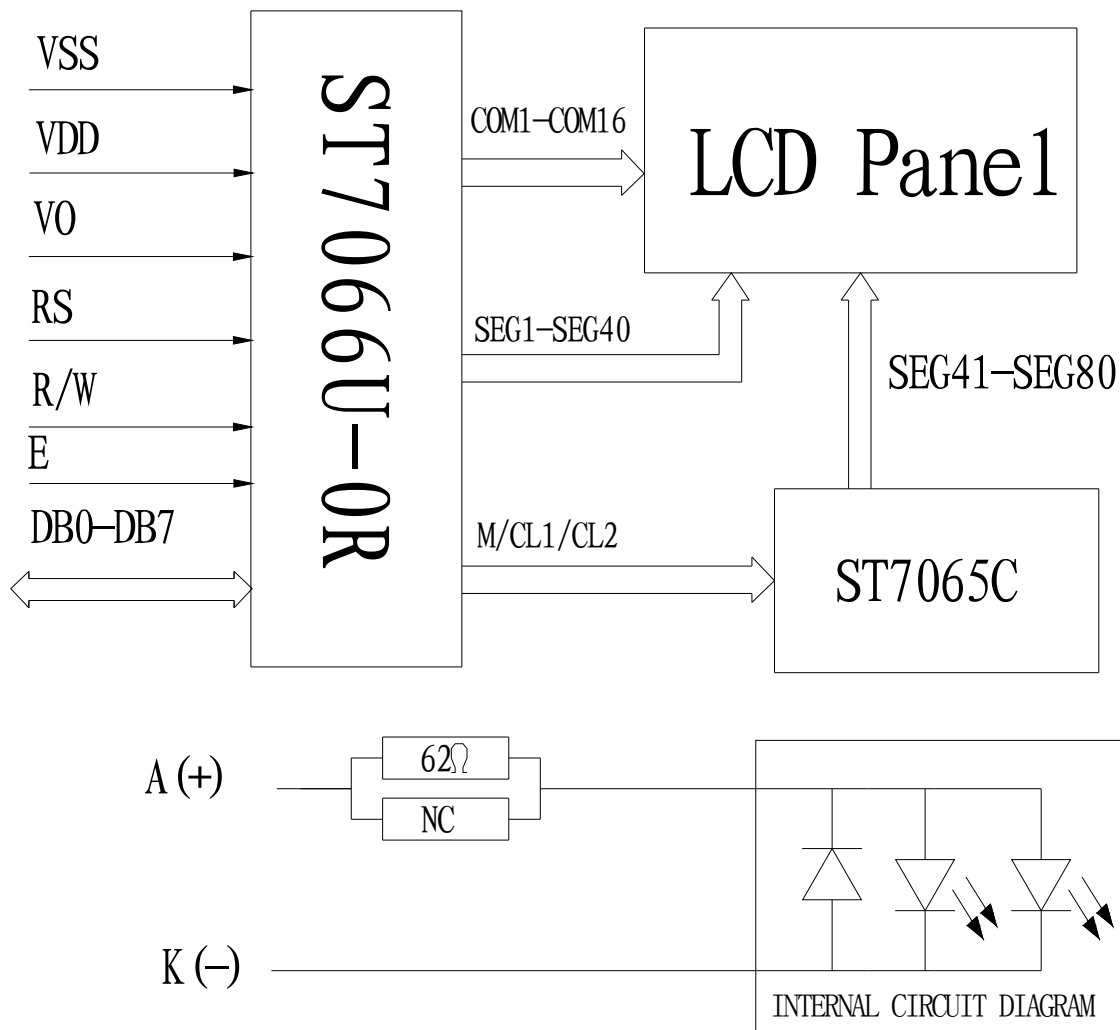 VSS
VDD
VO
RS
R/W
E
DB0-DB7
ST7066U-0R
COM1-COM16
SEG1-SEG40
M/CL1/CL2
LCD Panel
SEG41-SEG80
ST7065C
A(+)
62Ω
NC
K(-)
INTERNAL CIRCUIT DIAGRAM